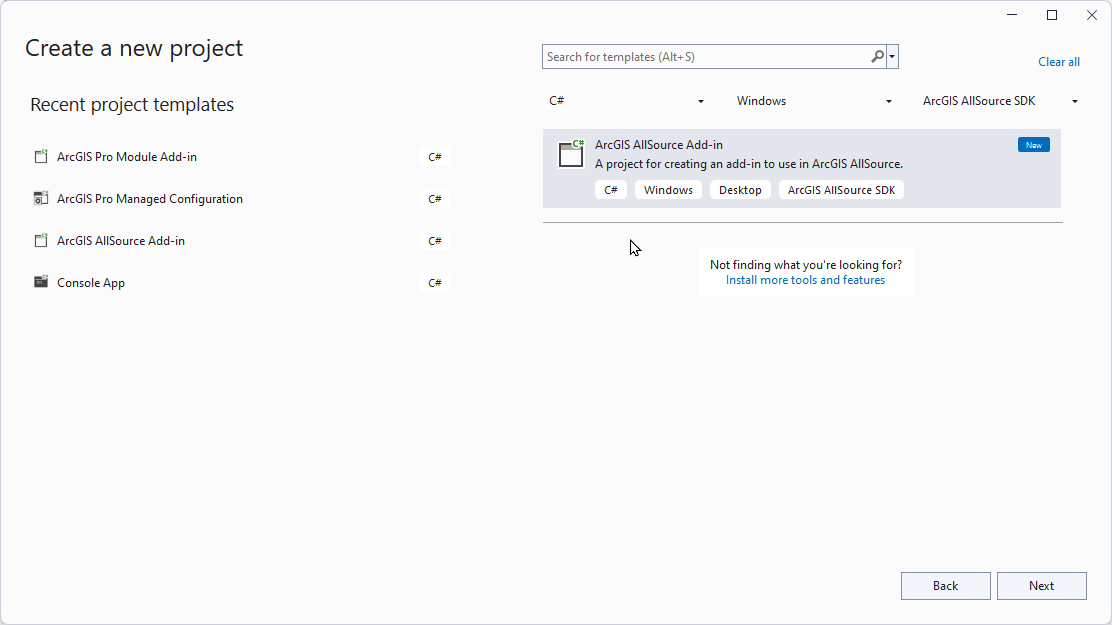 Create a new project
Search for templates (Alt+S)
Clear all
Recent project templates
C#
Windows
ArcGIS AllSource SDK
ArcGIS Pro Module Add-in
C#
ArcGIS Pro Managed Configuration
C#
ArcGIS AllSource Add-in
C#
Console App
C#
C#
ArcGIS AllSource Add-in
New
A project for creating an add-in to use in ArcGIS AllSource.
C#
Windows
Desktop
ArcGIS AllSource SDK
Not finding what you're looking for?
Install more tools and features
Back
Next